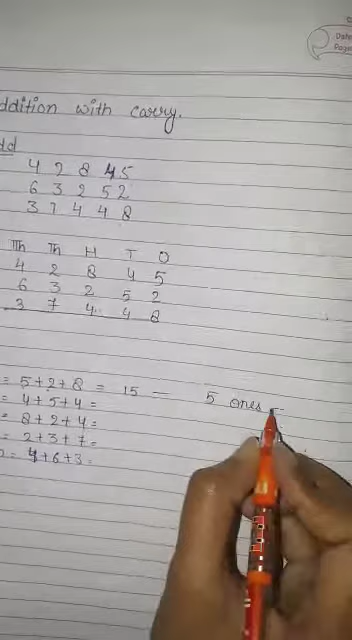 ddition with carry.
dd
4 2 8 4 5
6 3 2 5 2
3 7 4 4 8
Th Th H T O
4 2 8 4 5
6 3 2 5 2
3 7 4 4 8
= 5+2+8 = 15 — 5 ones -
= 4+5+4 =
= 8+2+4 =
= 2+3+7 =
= 4+6+3 =